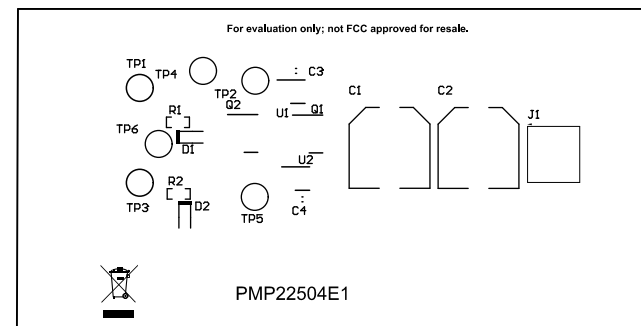 For evaluation only; not FCC approved for resale.
TP1
TP4
TP2
C3
C1
C2
R1
Q2
U1
Q1
J1
TP6
D1
U2
R2
TP3
D2
TP5
C4
PMP22504E1